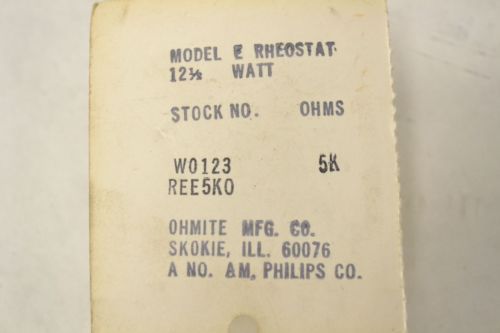 MODEL E RHEOSTAT
12½ WATT
STOCK NO. OHMS
W0123 5K
REE5K0
OHMITE MFG. CO.
SKOKIE, ILL. 60076
A NO. AM, PHILIPS CO.